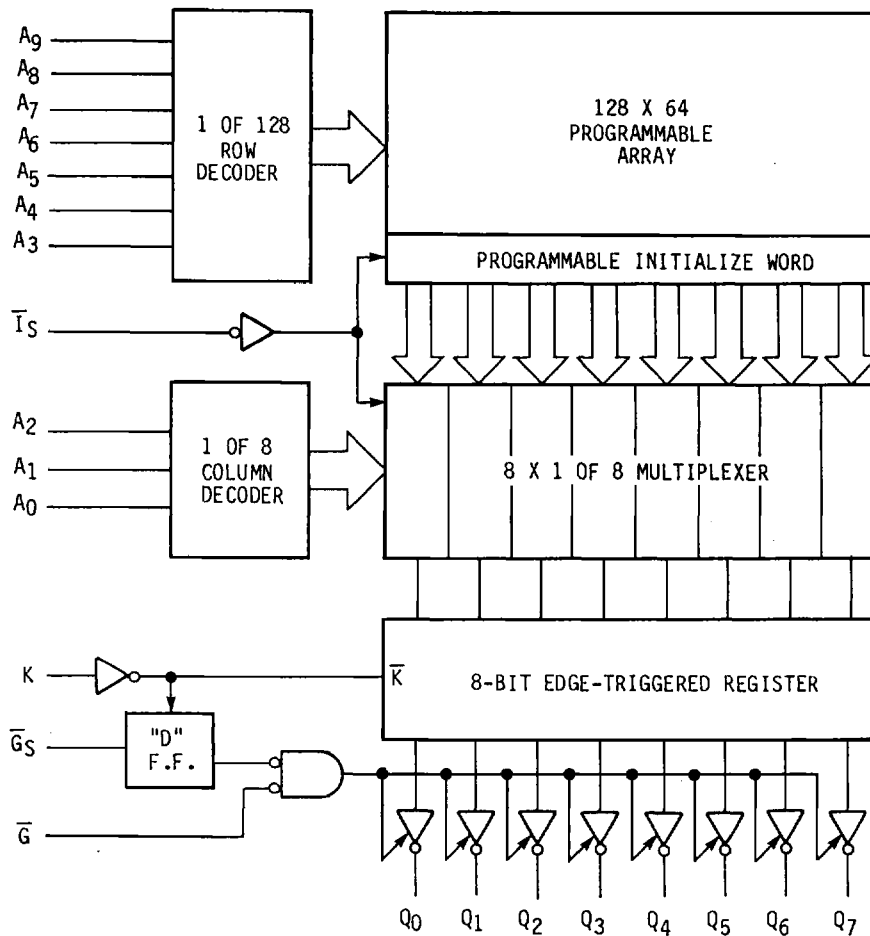 A9
A8
A7
A6
A5
A4
A3
1 OF 128
ROW
DECODER
128 X 64
PROGRAMMABLE
ARRAY
PROGRAMMABLE INITIALIZE WORD
I̅S
A2
A1
A0
1 OF 8
COLUMN
DECODER
8 X 1 OF 8 MULTIPLEXER
K
K̅
8-BIT EDGE-TRIGGERED REGISTER
G̅S
"D"
F.F.
G̅
Q0 Q1 Q2 Q3 Q4 Q5 Q6 Q7